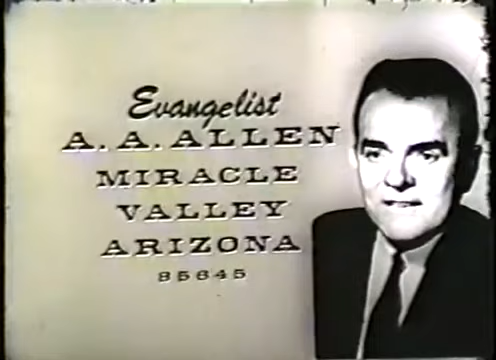 Evangelist
A. A. ALLEN
MIRACLE
VALLEY
ARIZONA
85645